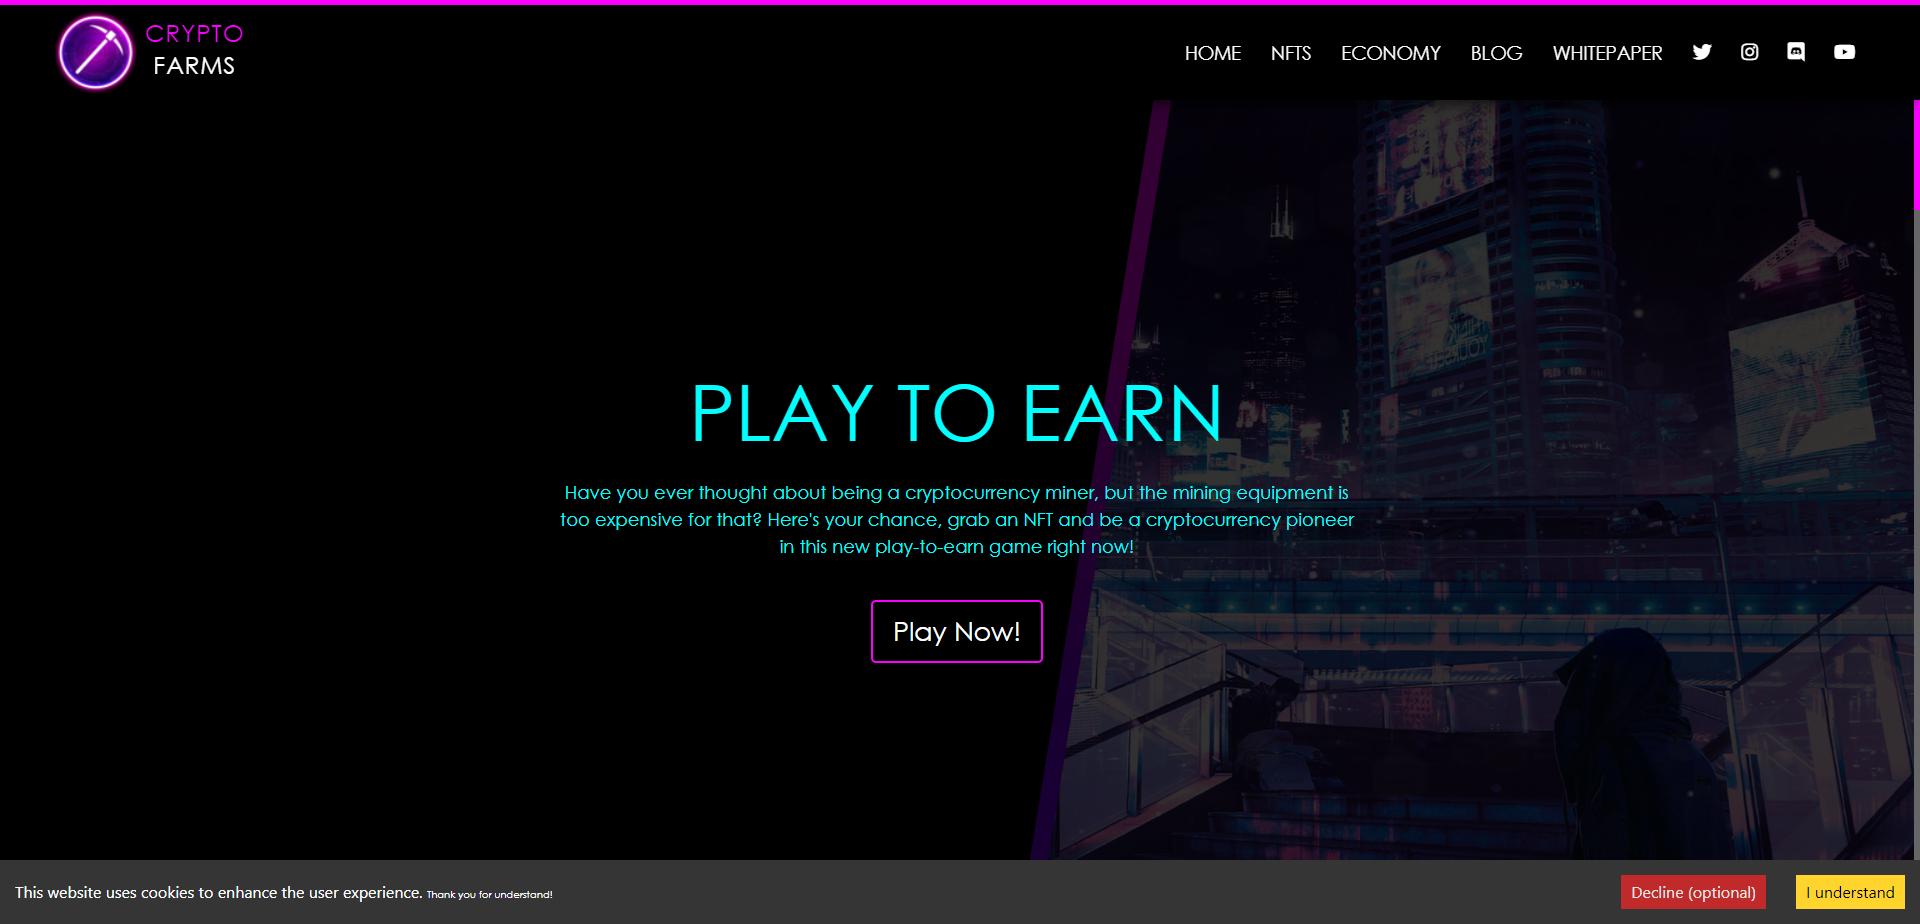 CRYPTO
FARMS
HOME NFTS ECONOMY BLOG WHITEPAPER
PLAY TO EARN
Have you ever thought about being a cryptocurrency miner, but the mining equipment is
too expensive for that? Here's your chance, grab an NFT and be a cryptocurrency pioneer
in this new play-to-earn game right now!
Play Now!
This website uses cookies to enhance the user experience. Thank you for understand!
Decline (optional)
I understand